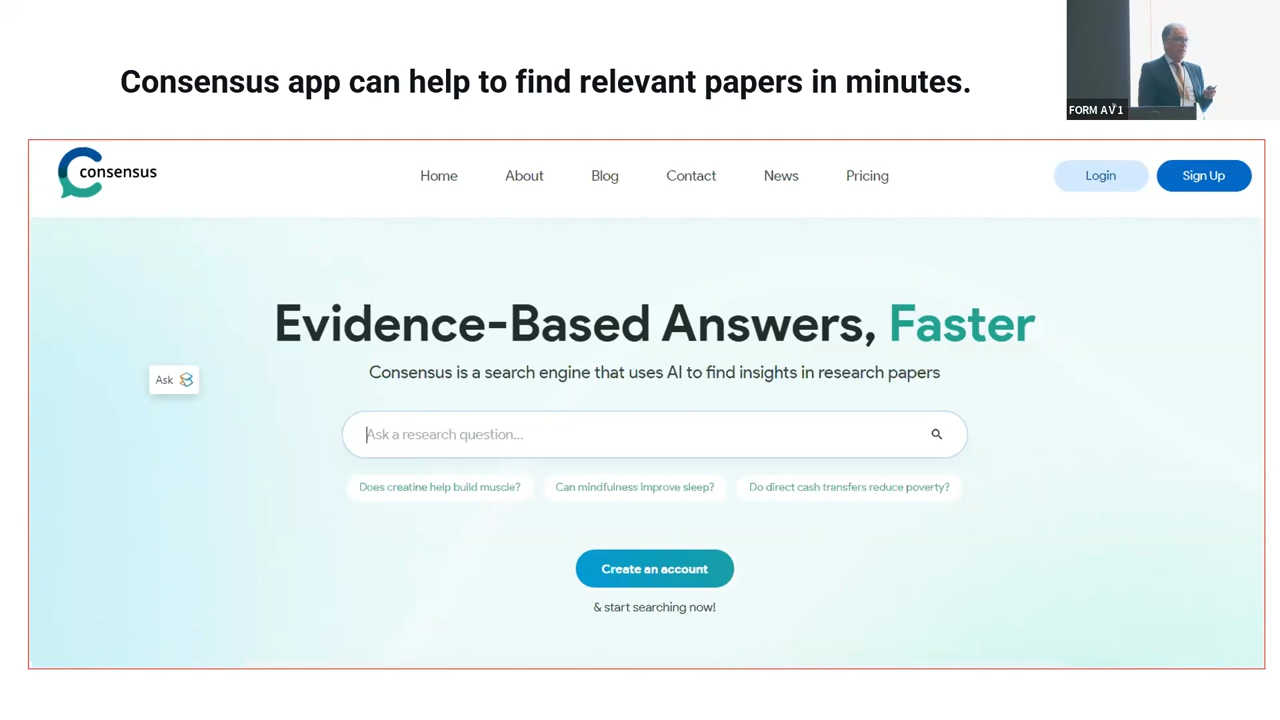 Consensus app can help to find relevant papers in minutes.
FORM AV 1
consensus
Home About Blog Contact News Pricing Login Sign Up
Evidence-Based Answers, Faster
Consensus is a search engine that uses AI to find insights in research papers
Ask
Ask a research question...
Does creatine help build muscle? Can mindfulness improve sleep? Do direct cash transfers reduce poverty?
Create an account
& start searching now!